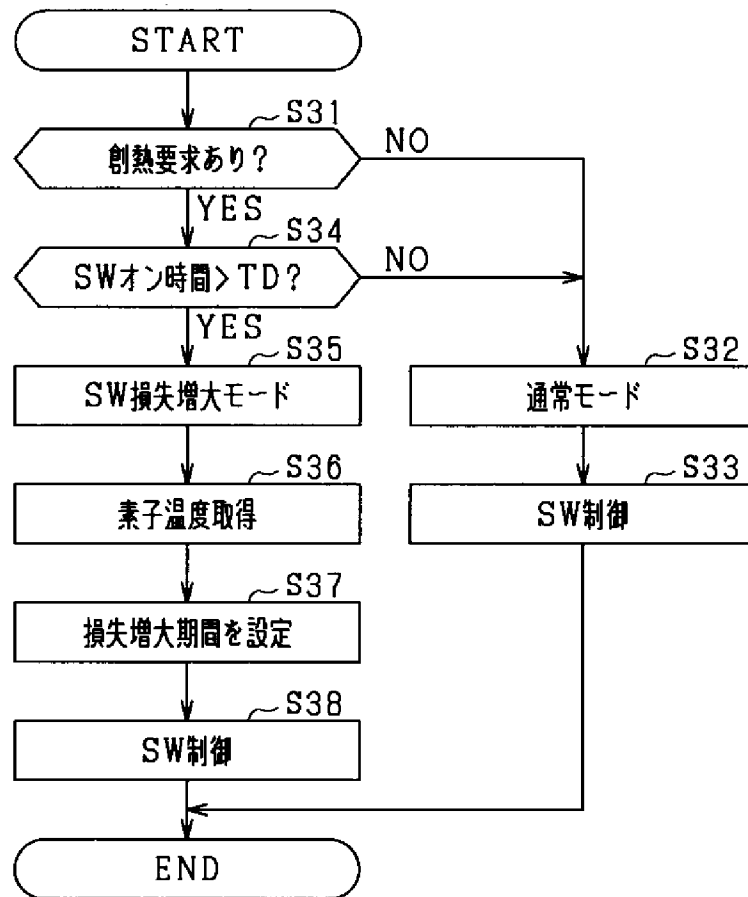 START
S31
創熱要求あり?
NO
YES
S34
SWオン時間>TD?
NO
YES
S35
SW損失増大モード
S32
通常モード
S36
素子温度取得
S33
SW制御
S37
損失増大期間を設定
S38
SW制御
END